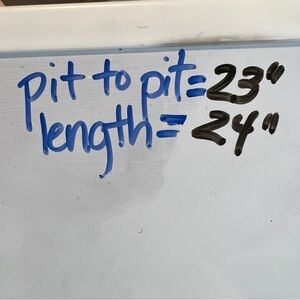 pit to pit = 23"
length = 24"